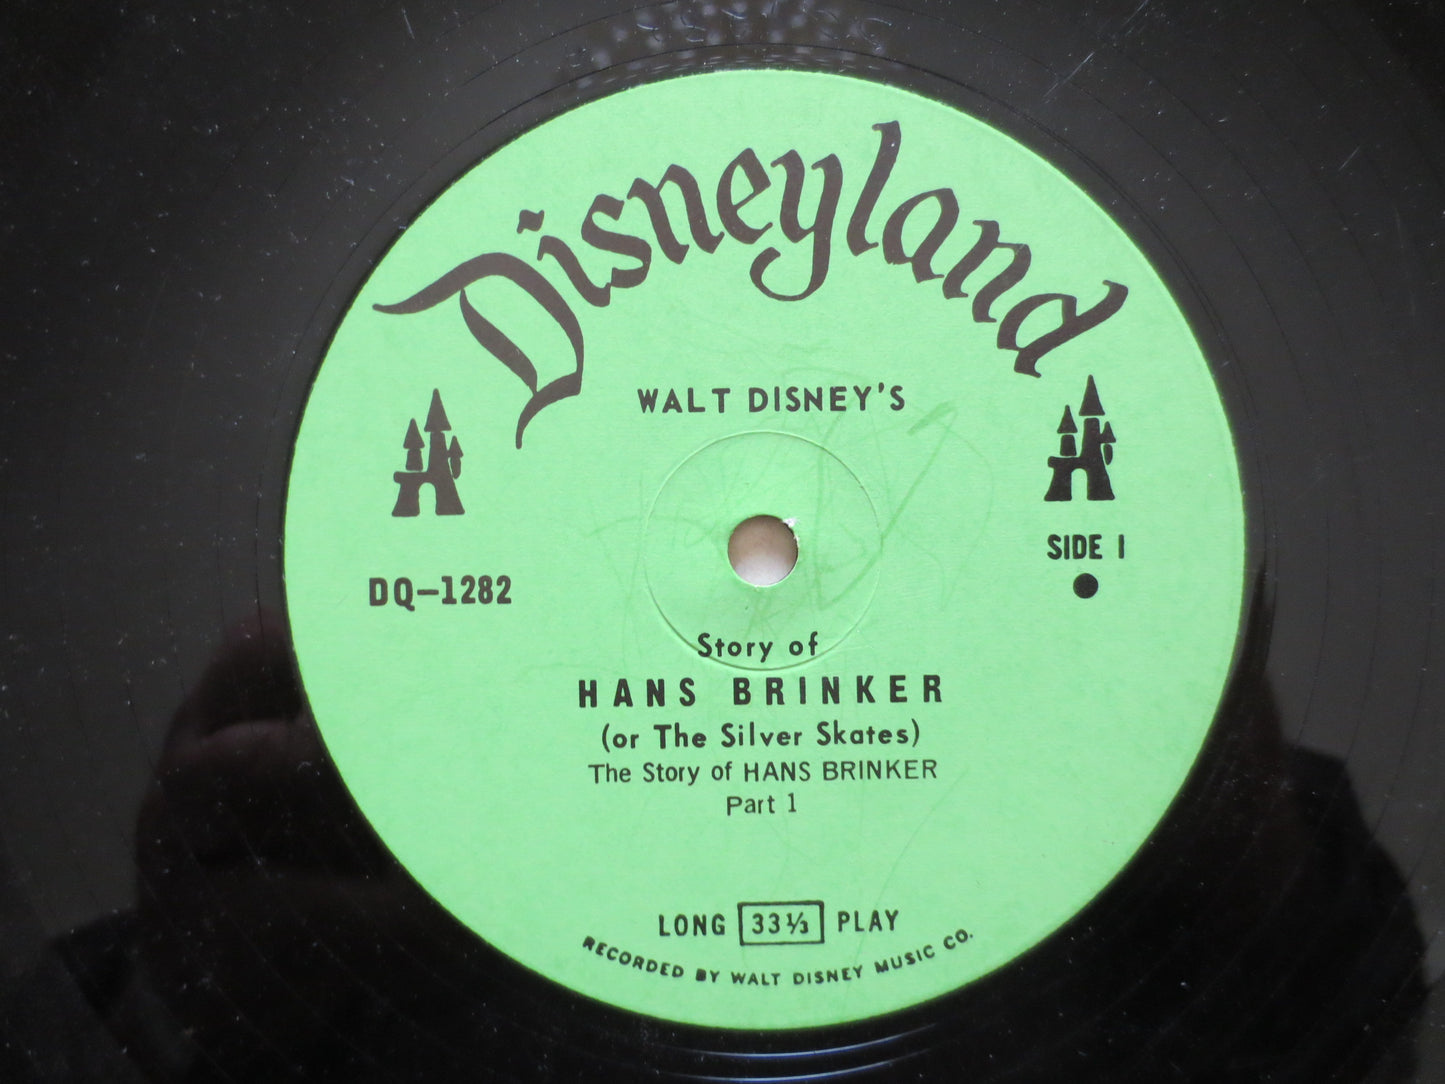 Disneyland
WALT DISNEY'S
SIDE 1
DQ-1282
Story of
HANS BRINKER
(or The Silver Skates)
The Story of HANS BRINKER
Part 1
LONG 33⅓ PLAY
RECORDED BY WALT DISNEY MUSIC CO.